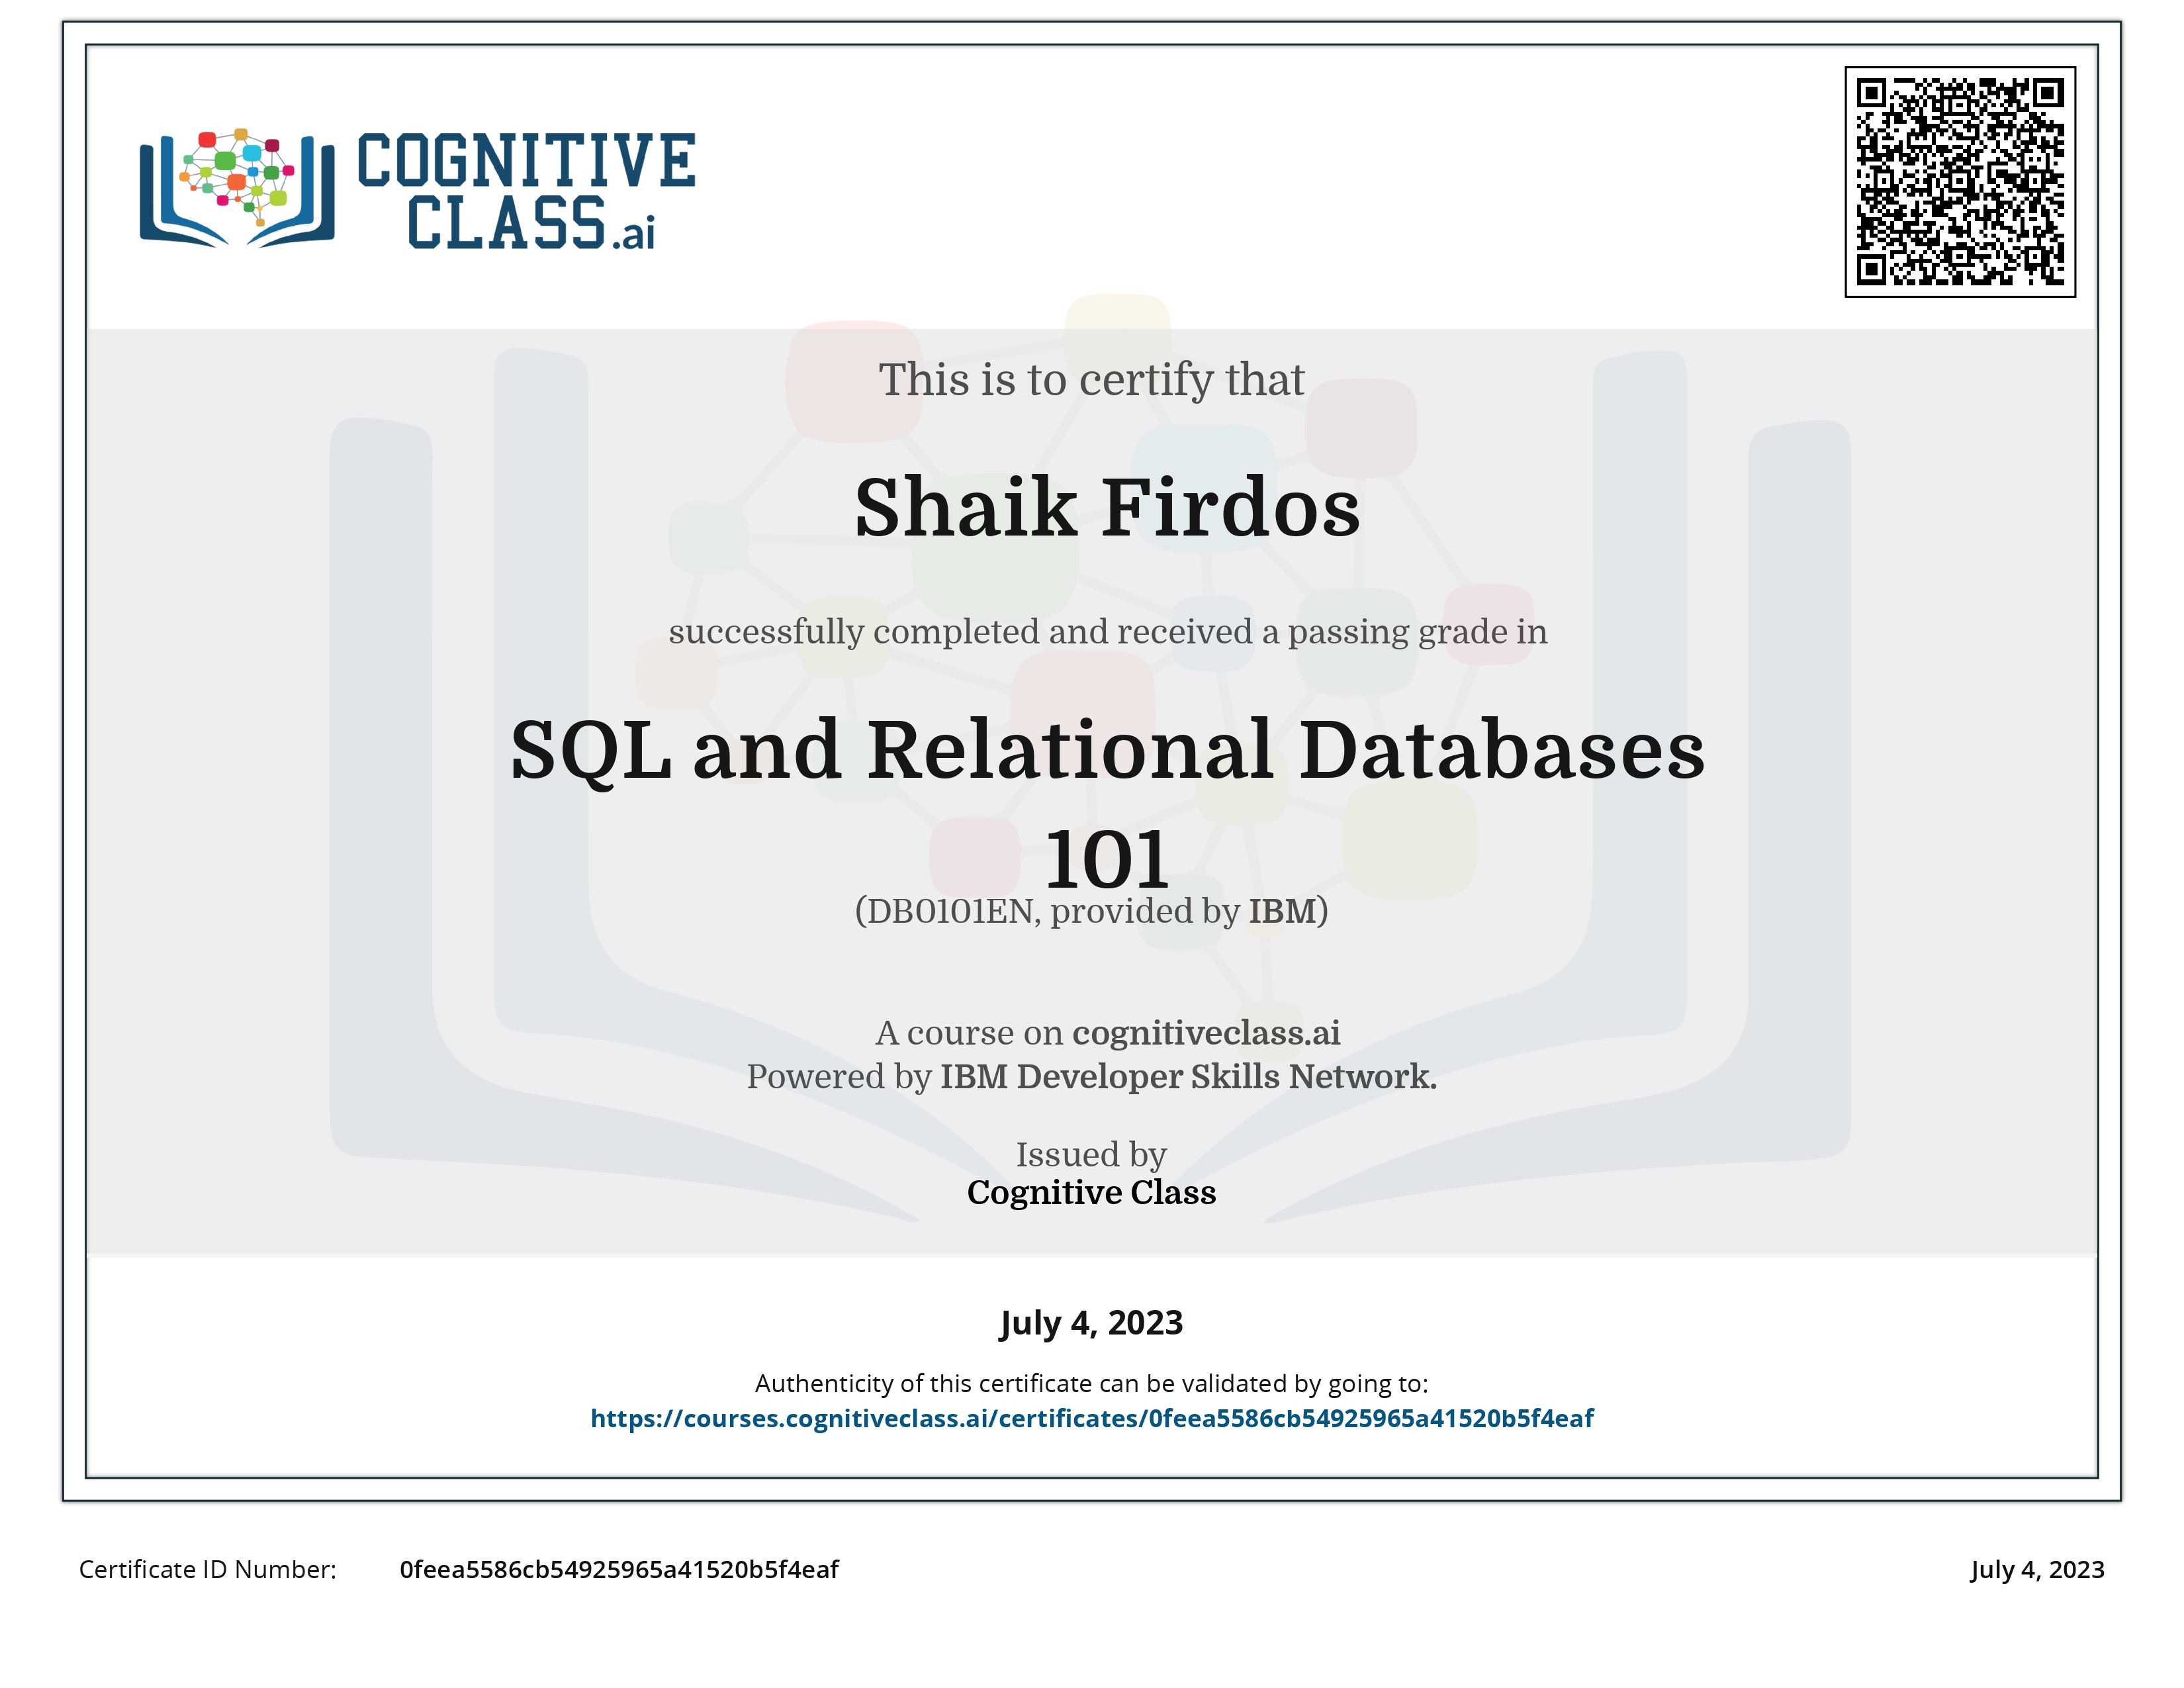 COGNITIVE
CLASS.ai
This is to certify that
Shaik Firdos
successfully completed and received a passing grade in
SQL and Relational Databases
101
(DB0101EN, provided by IBM)
A course on cognitiveclass.ai
Powered by IBM Developer Skills Network.
Issued by
Cognitive Class
July 4, 2023
Authenticity of this certificate can be validated by going to:
https://courses.cognitiveclass.ai/certificates/0feea5586cb54925965a41520b5f4eaf
Certificate ID Number: 0feea5586cb54925965a41520b5f4eaf July 4, 2023